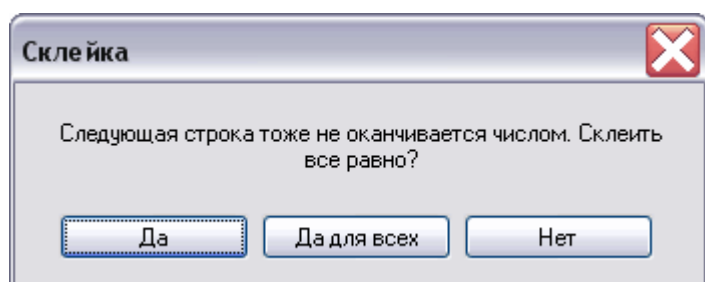 Склейка
Следующая строка тоже не оканчивается числом. Склеить
все равно?
Да
Да для всех
Нет